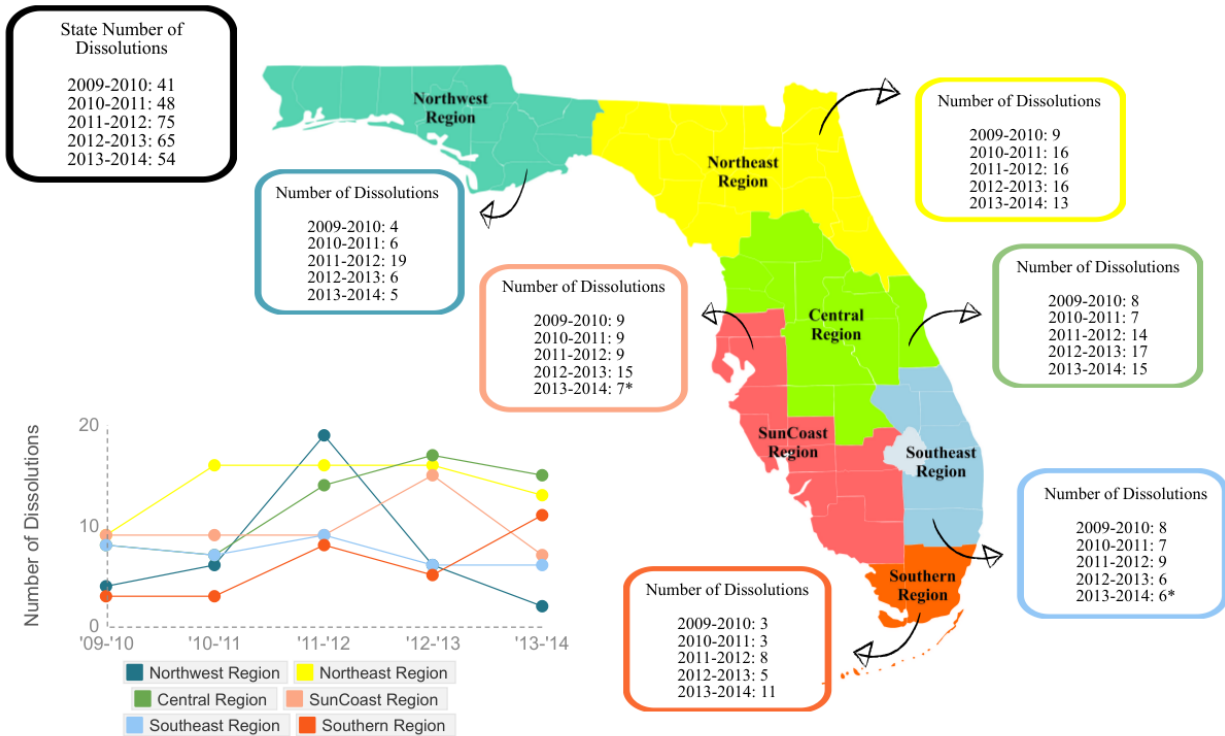 State Number of
Dissolutions
2009-2010: 41
2010-2011: 48
2011-2012: 75
2012-2013: 65
2013-2014: 54
Northwest
Region
Number of Dissolutions
2009-2010: 9
2010-2011: 16
2011-2012: 16
2012-2013: 16
2013-2014: 13
Northeast
Region
Number of Dissolutions
2009-2010: 4
2010-2011: 6
2011-2012: 19
2012-2013: 6
2013-2014: 5
Number of Dissolutions
2009-2010: 9
2010-2011: 9
2011-2012: 9
2012-2013: 15
2013-2014: 7*
Central
Region
Number of Dissolutions
2009-2010: 8
2010-2011: 7
2011-2012: 14
2012-2013: 17
2013-2014: 15
SunCoast
Region
Southeast
Region
Number of Dissolutions
2009-2010: 8
2010-2011: 7
2011-2012: 9
2012-2013: 6
2013-2014: 6*
Southern
Region
Number of Dissolutions
2009-2010: 3
2010-2011: 3
2011-2012: 8
2012-2013: 5
2013-2014: 11
Number of Dissolutions
20
10
0
'09-'10
'10-'11
'11-'12
'12-'13
'13-'14
Northwest Region
Northeast Region
Central Region
SunCoast Region
Southeast Region
Southern Region